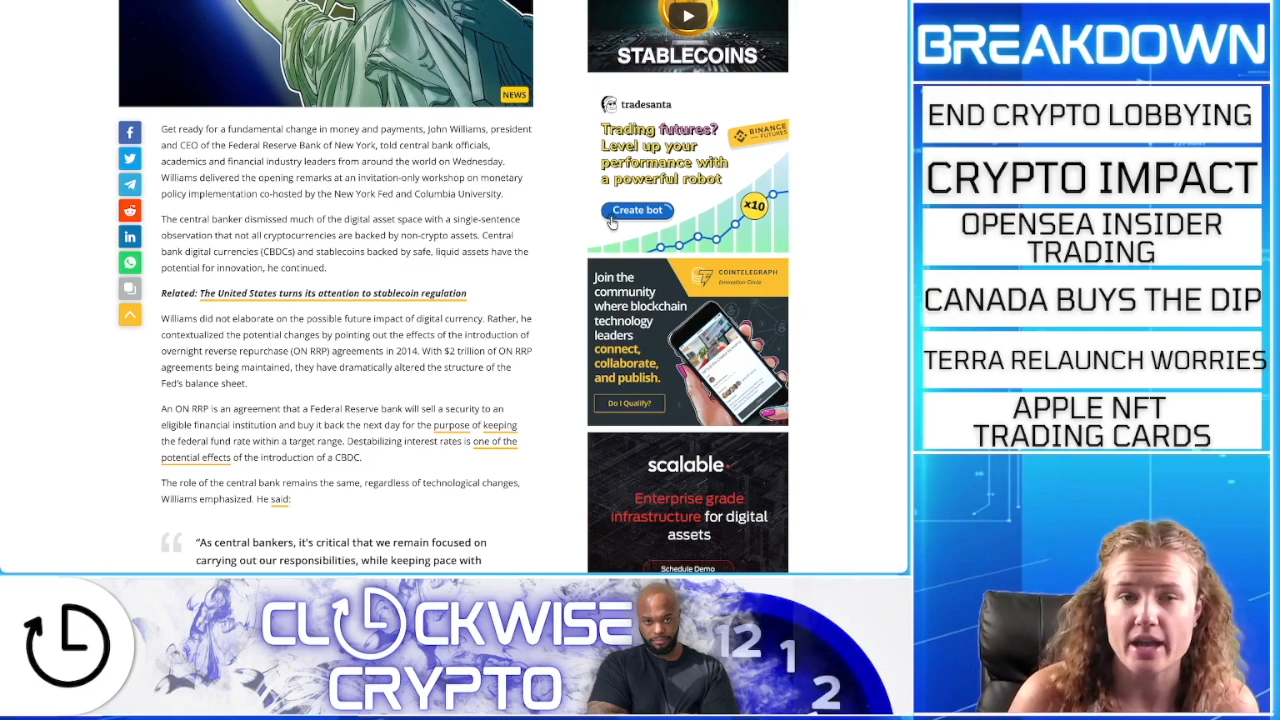 NEWS
Get ready for a fundamental change in money and payments, John Williams, president
and CEO of the Federal Reserve Bank of New York, told central bank officials,
academics and financial industry leaders from around the world on Wednesday.
Williams delivered the opening remarks at an invitation-only workshop on monetary
policy implementation co-hosted by the New York Fed and Columbia University.
The central banker dismissed much of the digital asset space with a single-sentence
observation that not all cryptocurrencies are backed by non-crypto assets. Central
bank digital currencies (CBDCs) and stablecoins backed by safe, liquid assets have the
potential for innovation, he continued.
Related: The United States turns its attention to stablecoin regulation
Williams did not elaborate on the possible future impact of digital currency. Rather, he
contextualized the potential changes by pointing out the effects of the introduction of
overnight reverse repurchase (ON RRP) agreements in 2014. With $2 trillion of ON RRP
agreements being maintained, they have dramatically altered the structure of the
Fed's balance sheet.
An ON RRP is an agreement that a Federal Reserve bank will sell a security to an
eligible financial institution and buy it back the next day for the purpose of keeping
the federal fund rate within a target range. Destabilizing interest rates is one of the
potential effects of the introduction of a CBDC.
The role of the central bank remains the same, regardless of technological changes,
Williams emphasized. He said:
“As central bankers, it's critical that we remain focused on
carrying out our responsibilities, while keeping pace with
STABLECOINS
tradesanta
Trading futures?
Level up your
performance with
a powerful robot
BINANCE
FUTURES
Create bot
x10
COINTELEGRAPH
Innovation Circle
Join the
community
where blockchain
technology
leaders
connect,
collaborate,
and publish.
Do I Qualify?
scalable
Enterprise grade
infrastructure for digital
assets
Schedule Demo
BREAKDOWN
END CRYPTO LOBBYING
CRYPTO IMPACT
OPENSEA INSIDER
TRADING
CANADA BUYS THE DIP
TERRA RELAUNCH WORRIES
APPLE NFT
TRADING CARDS
CLOCKWISE
CRYPTO
12
1
2